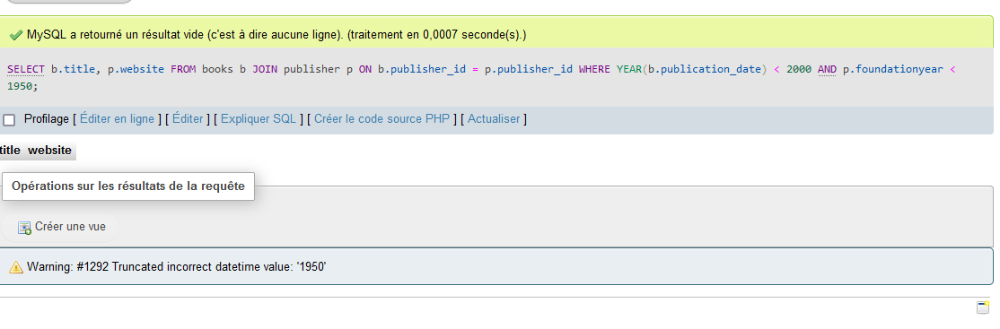 MySQL a retourné un résultat vide (c'est à dire aucune ligne). (traitement en 0,0007 seconde(s).)
SELECT b.title, p.website FROM books b JOIN publisher p ON b.publisher_id = p.publisher_id WHERE YEAR(b.publication_date) < 2000 AND p.foundationyear <
1950;
Profilage [ Éditer en ligne ] [ Éditer ] [ Expliquer SQL ] [ Créer le code source PHP ] [ Actualiser ]
title website
Opérations sur les résultats de la requête
Créer une vue
Warning: #1292 Truncated incorrect datetime value: '1950'